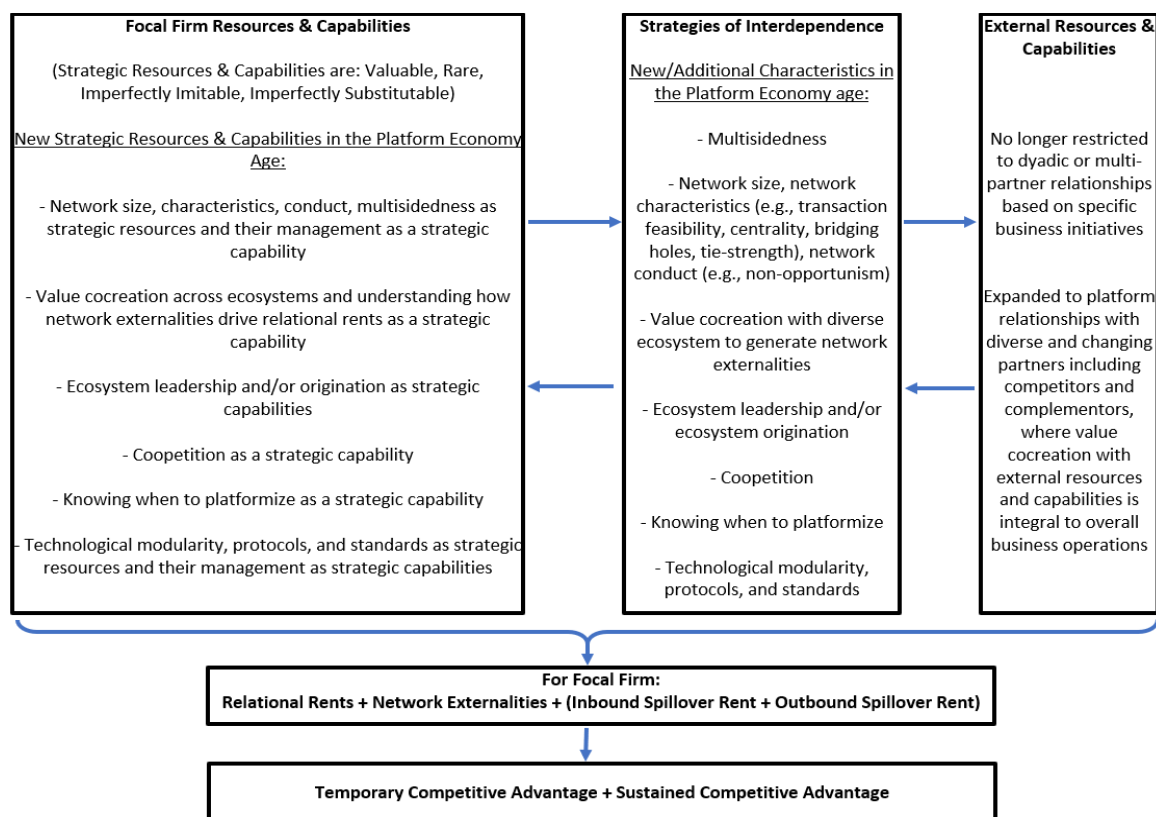 Focal Firm Resources & Capabilities
(Strategic Resources & Capabilities are: Valuable, Rare,
Imperfectly Imitable, Imperfectly Substitutable)
New Strategic Resources & Capabilities in the Platform Economy
Age:
- Network size, characteristics, conduct, multisidedness as
strategic resources and their management as a strategic
capability
- Value cocreation across ecosystems and understanding how
network externalities drive relational rents as a strategic
capability
- Ecosystem leadership and/or origination as strategic
capabilities
- Coopetition as a strategic capability
- Knowing when to platformize as a strategic capability
- Technological modularity, protocols, and standards as strategic
resources and their management as strategic capabilities
Strategies of Interdependence
New/Additional Characteristics in
the Platform Economy age:
- Multisidedness
- Network size, network
characteristics (e.g., transaction
feasibility, centrality, bridging
holes, tie-strength), network
conduct (e.g., non-opportunism)
- Value cocreation with diverse
ecosystem to generate network
externalities
- Ecosystem leadership and/or
ecosystem origination
- Coopetition
- Knowing when to platformize
- Technological modularity,
protocols, and standards
External Resources &
Capabilities
No longer restricted
to dyadic or multi-
partner relationships
based on specific
business initiatives
Expanded to platform
relationships with
diverse and changing
partners including
competitors and
complementors,
where value
cocreation with
external resources
and capabilities is
integral to overall
business operations
For Focal Firm:
Relational Rents + Network Externalities + (Inbound Spillover Rent + Outbound Spillover Rent)
Temporary Competitive Advantage + Sustained Competitive Advantage